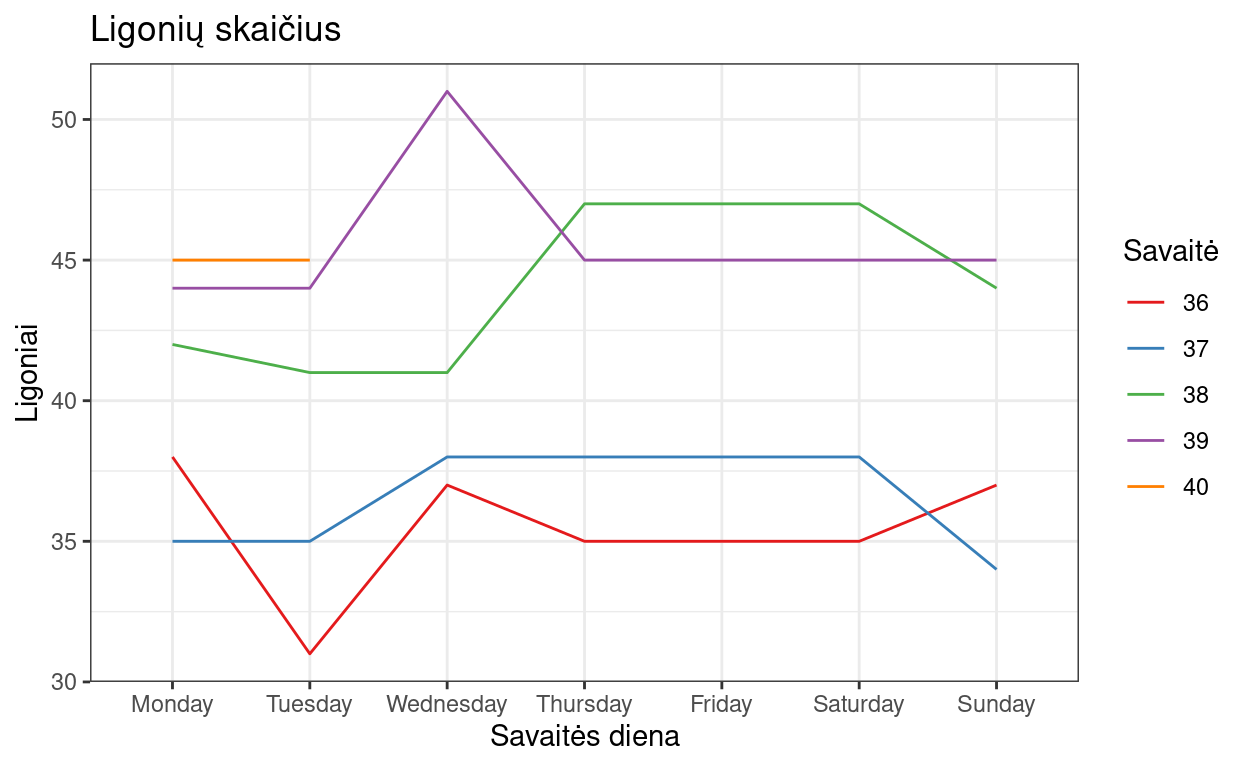 Ligonių skaičius
50
45
40
35
30
Ligoniai
Monday Tuesday Wednesday Thursday Friday Saturday Sunday
Savaitės diena
Savaitė
36
37
38
39
40